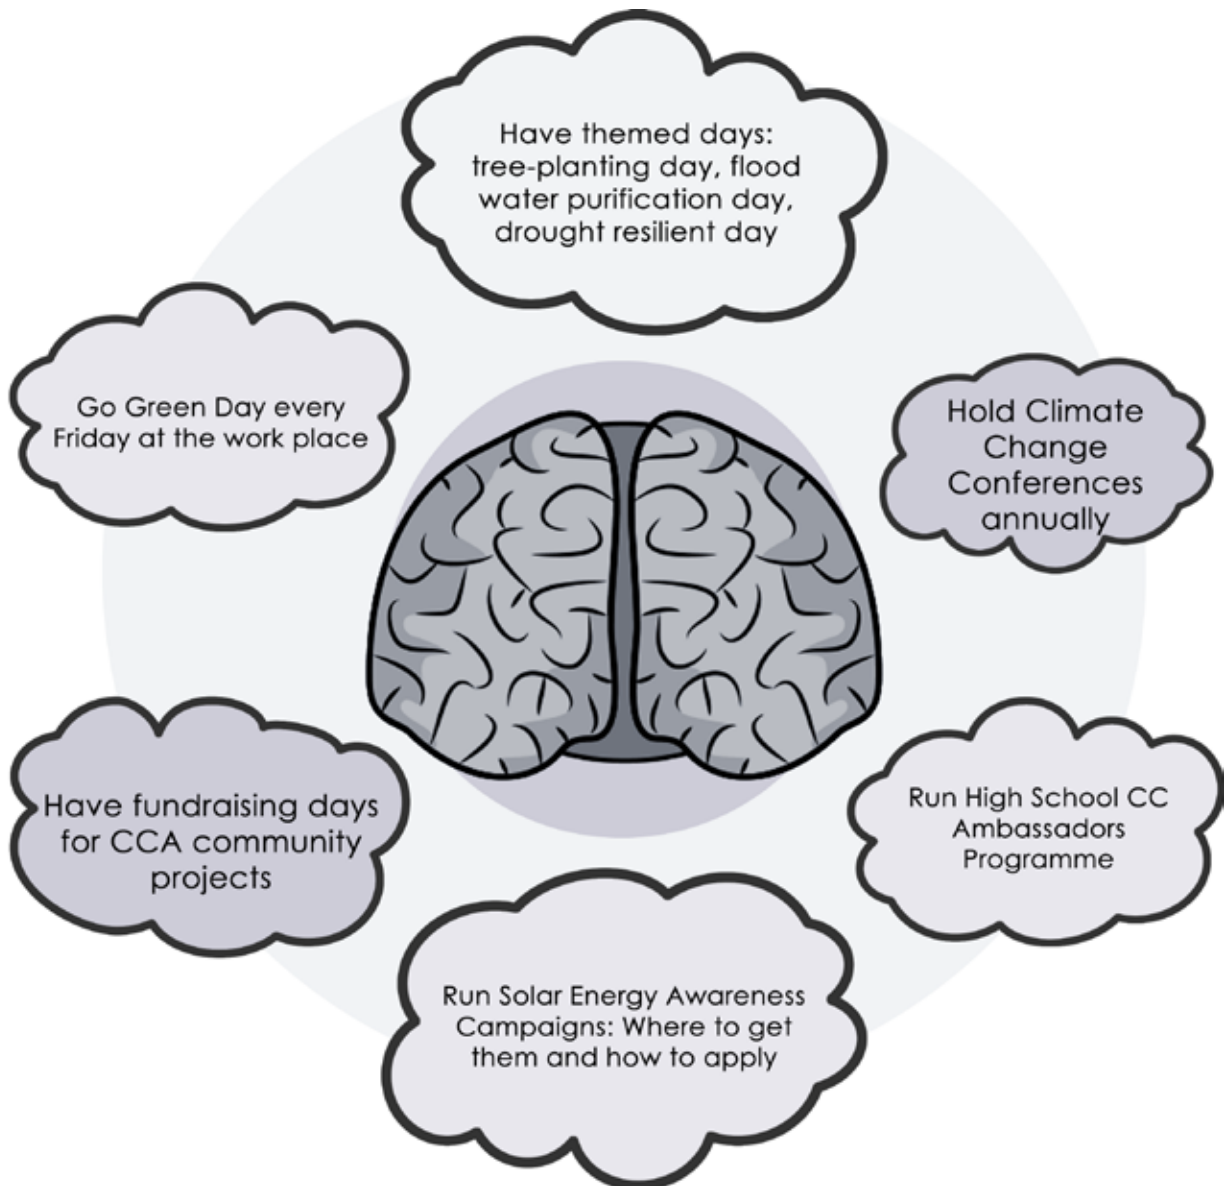 Have themed days:
tree-planting day, flood
water purification day,
drought resilient day
Go Green Day every
Friday at the work place
Hold Climate
Change
Conferences
annually
Have fundraising days
for CCA community
projects
Run High School CC
Ambassadors
Programme
Run Solar Energy Awareness
Campaigns: Where to get
them and how to apply